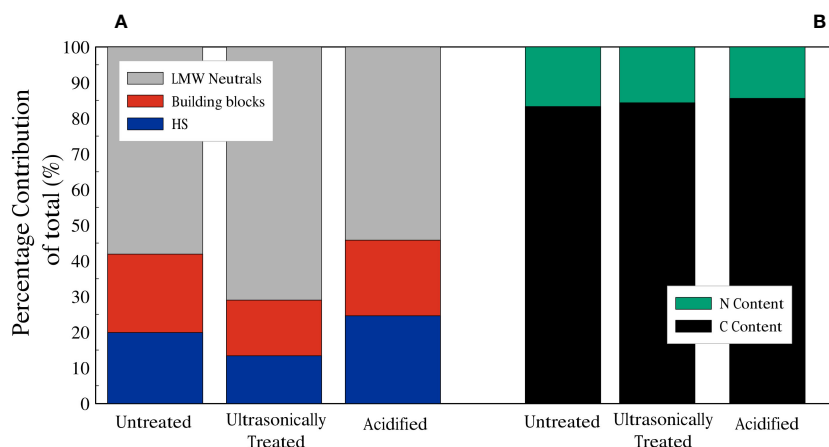 A
B
Percentage Contribution
of total (%)
100
90
80
70
60
50
40
30
20
10
0
LMW Neutrals
Building blocks
HS
N Content
C Content
Untreated
Ultrasonically
Treated
Acidified
Untreated
Ultrasonically
Treated
Acidified